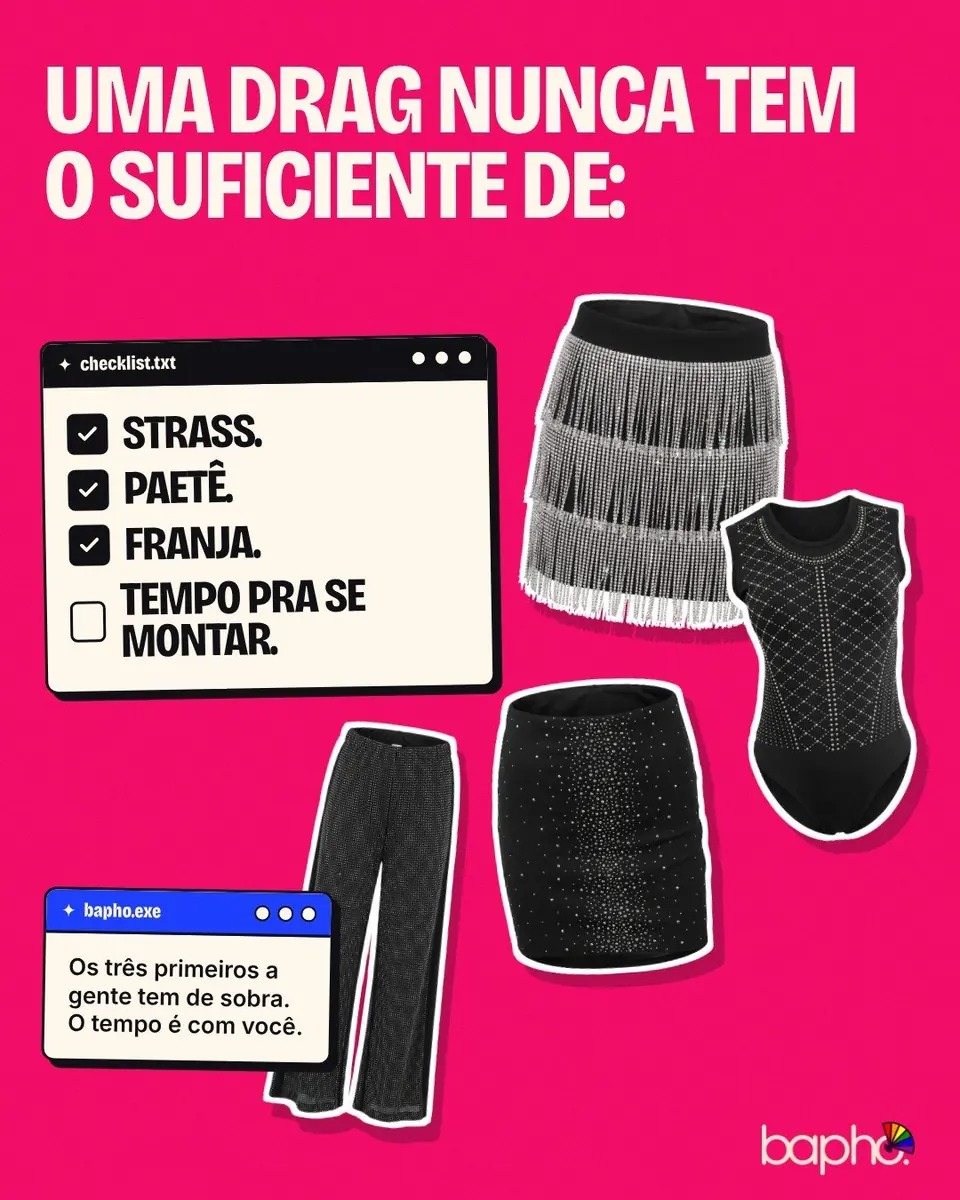 UMA DRAG NUNCA TEM
O SUFICIENTE DE:
checklist.txt
STRASS.
PAETÊ.
FRANJA.
TEMPO PRA SE
MONTAR.
bapho.exe
Os três primeiros a
gente tem de sobra.
O tempo é com você.
bapho.